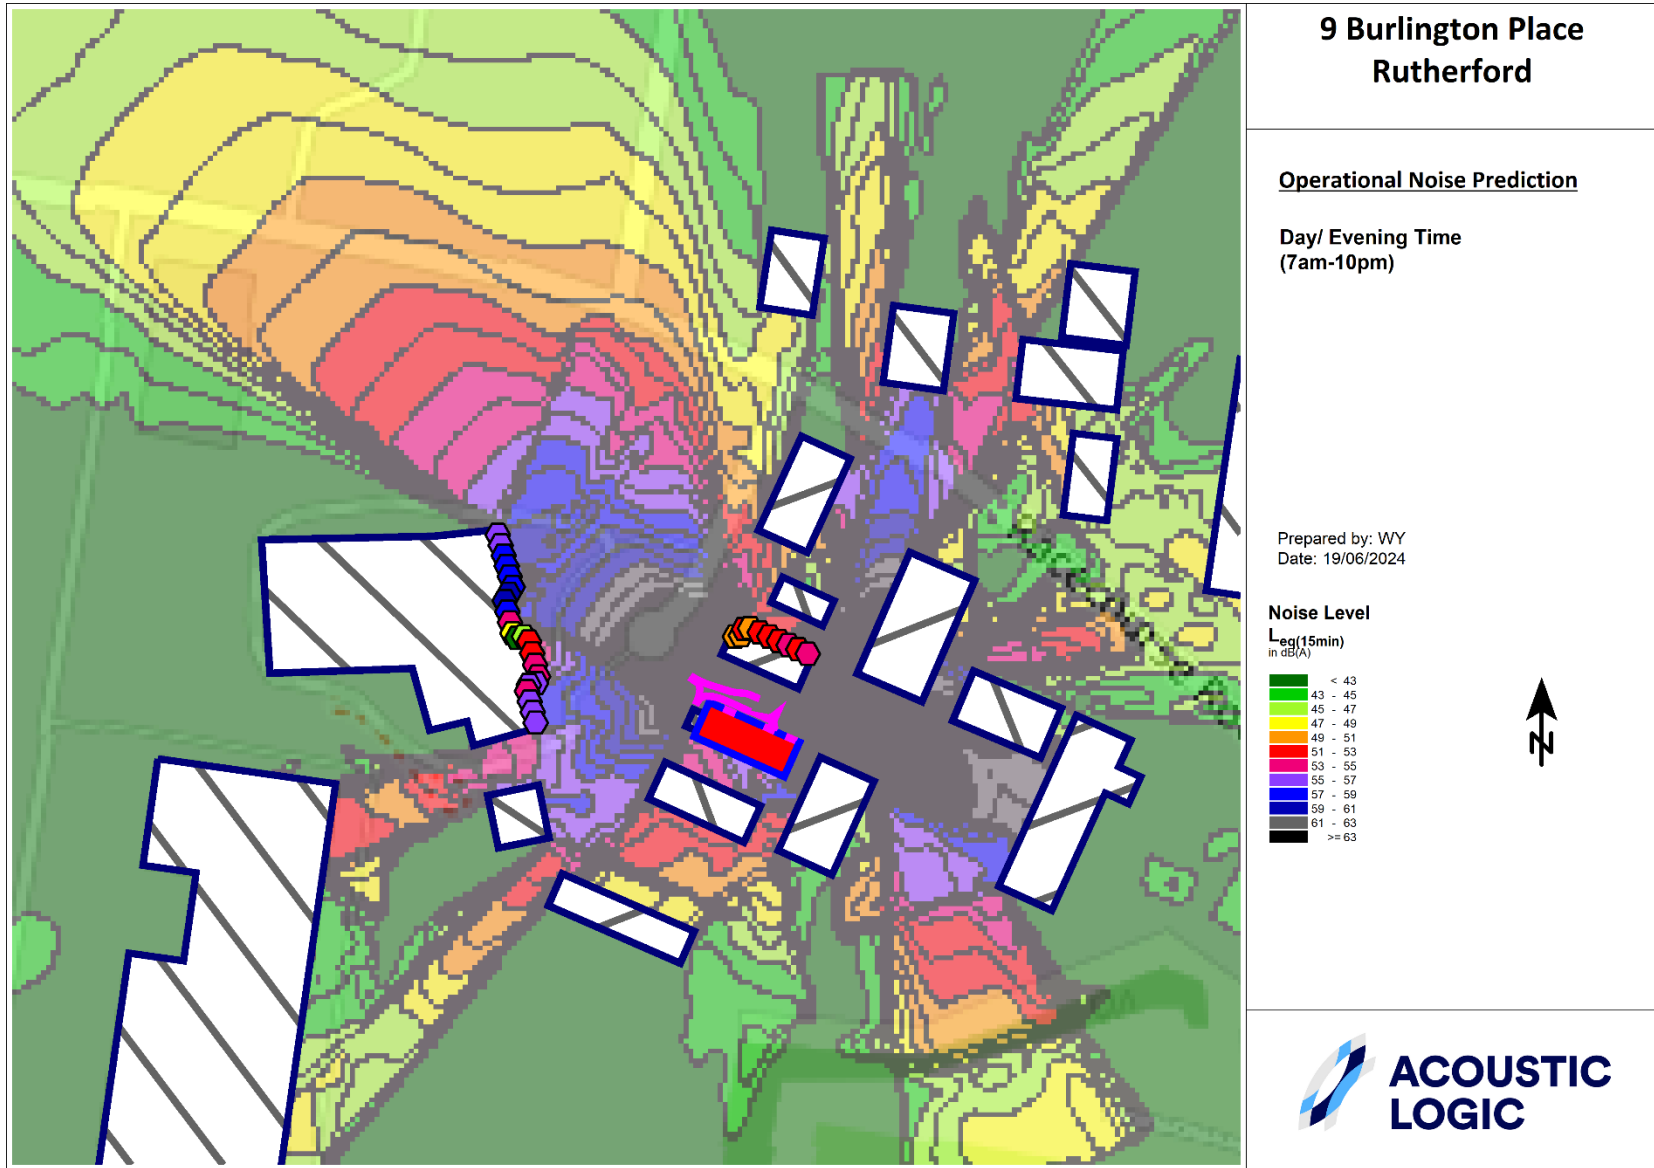 9 Burlington Place
Rutherford
Operational Noise Prediction
Day/ Evening Time
(7am-10pm)
Prepared by: WY
Date: 19/06/2024
Noise Level
Leq(15min)
in dB(A)
< 43
43 - 45
45 - 47
47 - 49
49 - 51
51 - 53
53 - 55
55 - 57
57 - 59
59 - 61
61 - 63
>= 63
N
ACOUSTIC
LOGIC